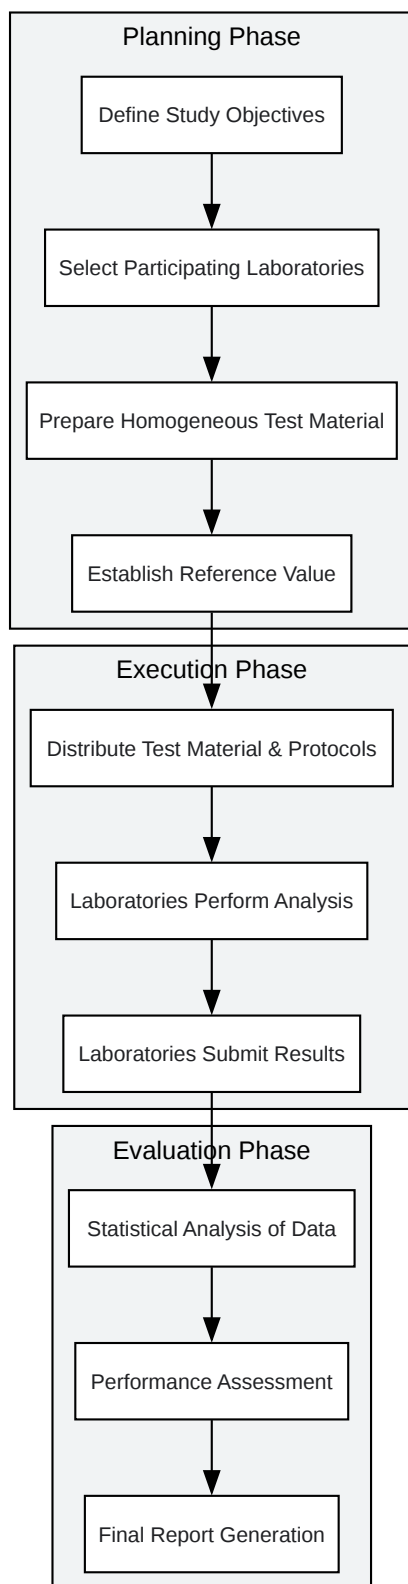 Planning Phase
Define Study Objectives
Select Participating Laboratories
Prepare Homogeneous Test Material
Establish Reference Value
Execution Phase
Distribute Test Material & Protocols
Laboratories Perform Analysis
Laboratories Submit Results
Evaluation Phase
Statistical Analysis of Data
Performance Assessment
Final Report Generation